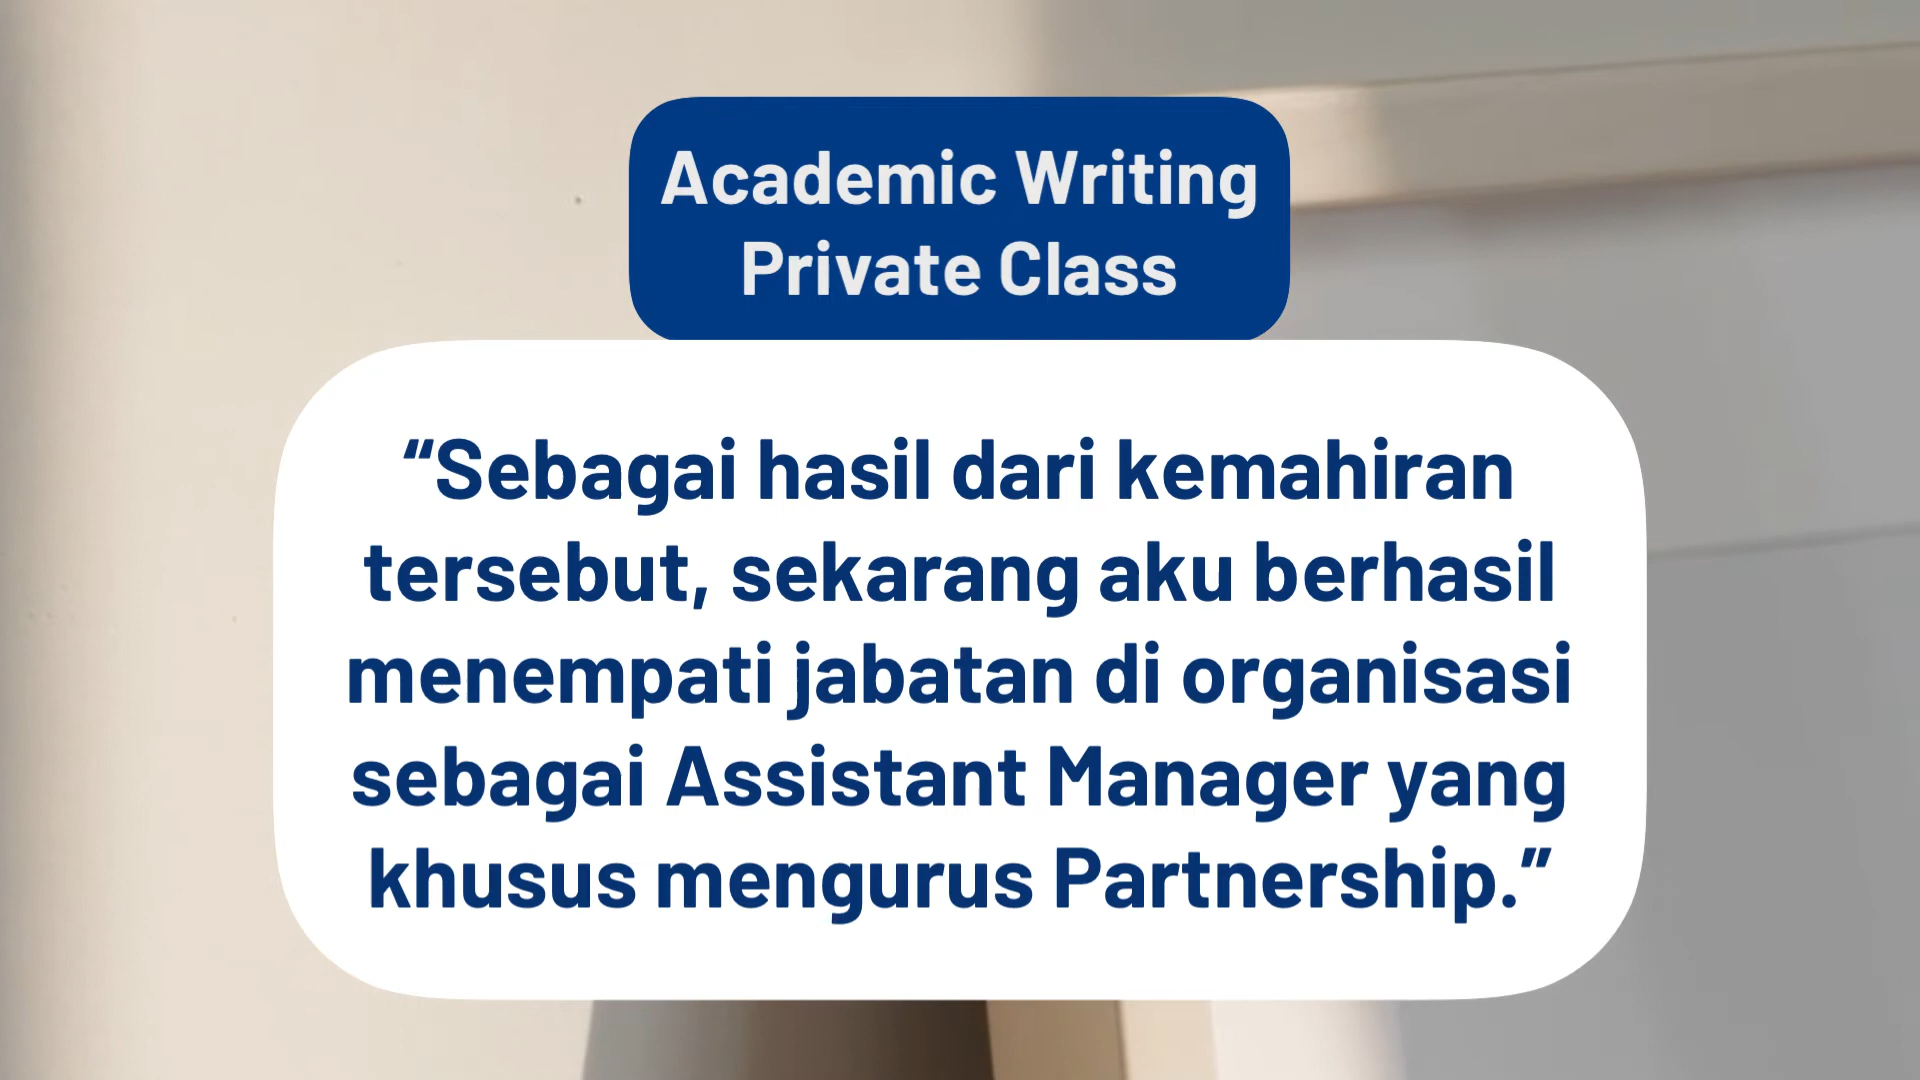 Academic Writing
Private Class
“Sebagai hasil dari kemahiran
tersebut, sekarang aku berhasil
menempati jabatan di organisasi
sebagai Assistant Manager yang
khusus mengurus Partnership.”